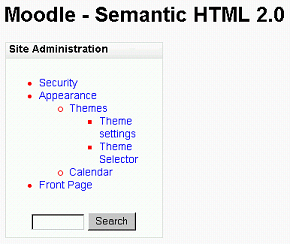 Moodle - Semantic HTML 2.0
Site Administration
Security
Appearance
Themes
Theme
settings
Theme
Selector
Calendar
Front Page
Search